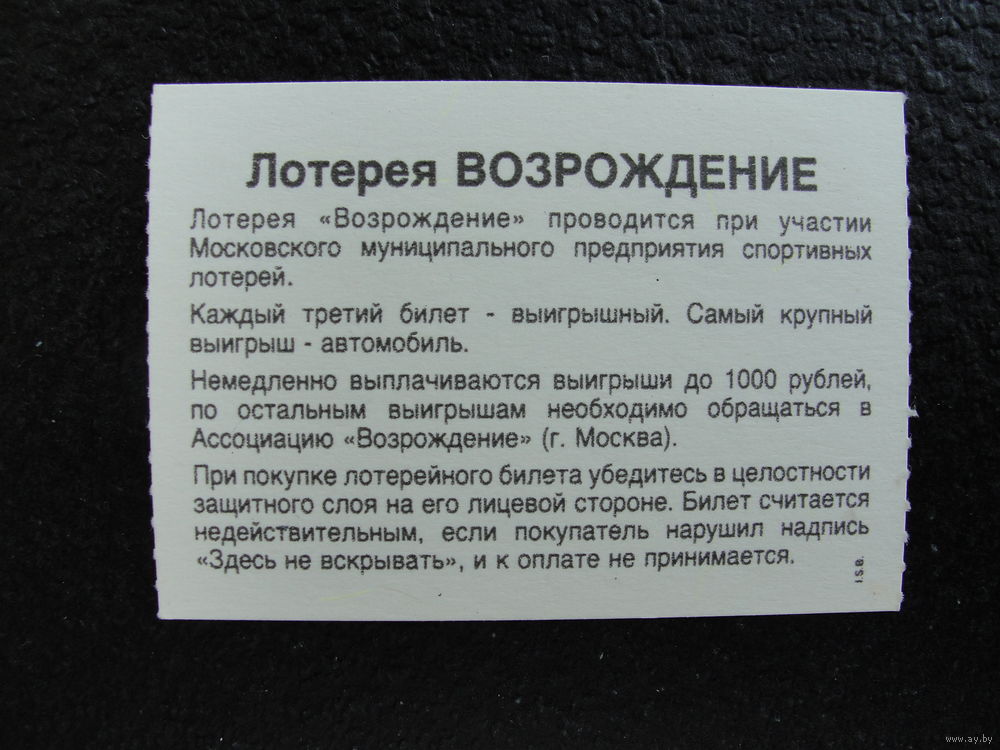 Лотерея ВОЗРОЖДЕНИЕ
Лотерея «Возрождение» проводится при участии
Московского муниципального предприятия спортивных
лотерей.
Каждый третий билет - выигрышный. Самый крупный
выигрыш - автомобиль.
Немедленно выплачиваются выигрыши до 1000 рублей,
по остальным выигрышам необходимо обращаться в
Ассоциацию «Возрождение» (г. Москва).
При покупке лотерейного билета убедитесь в целостности
защитного слоя на его лицевой стороне. Билет считается
недействительным, если покупатель нарушил надпись
«Здесь не вскрывать», и к оплате не принимается.
I.S.B.
www.ay.by